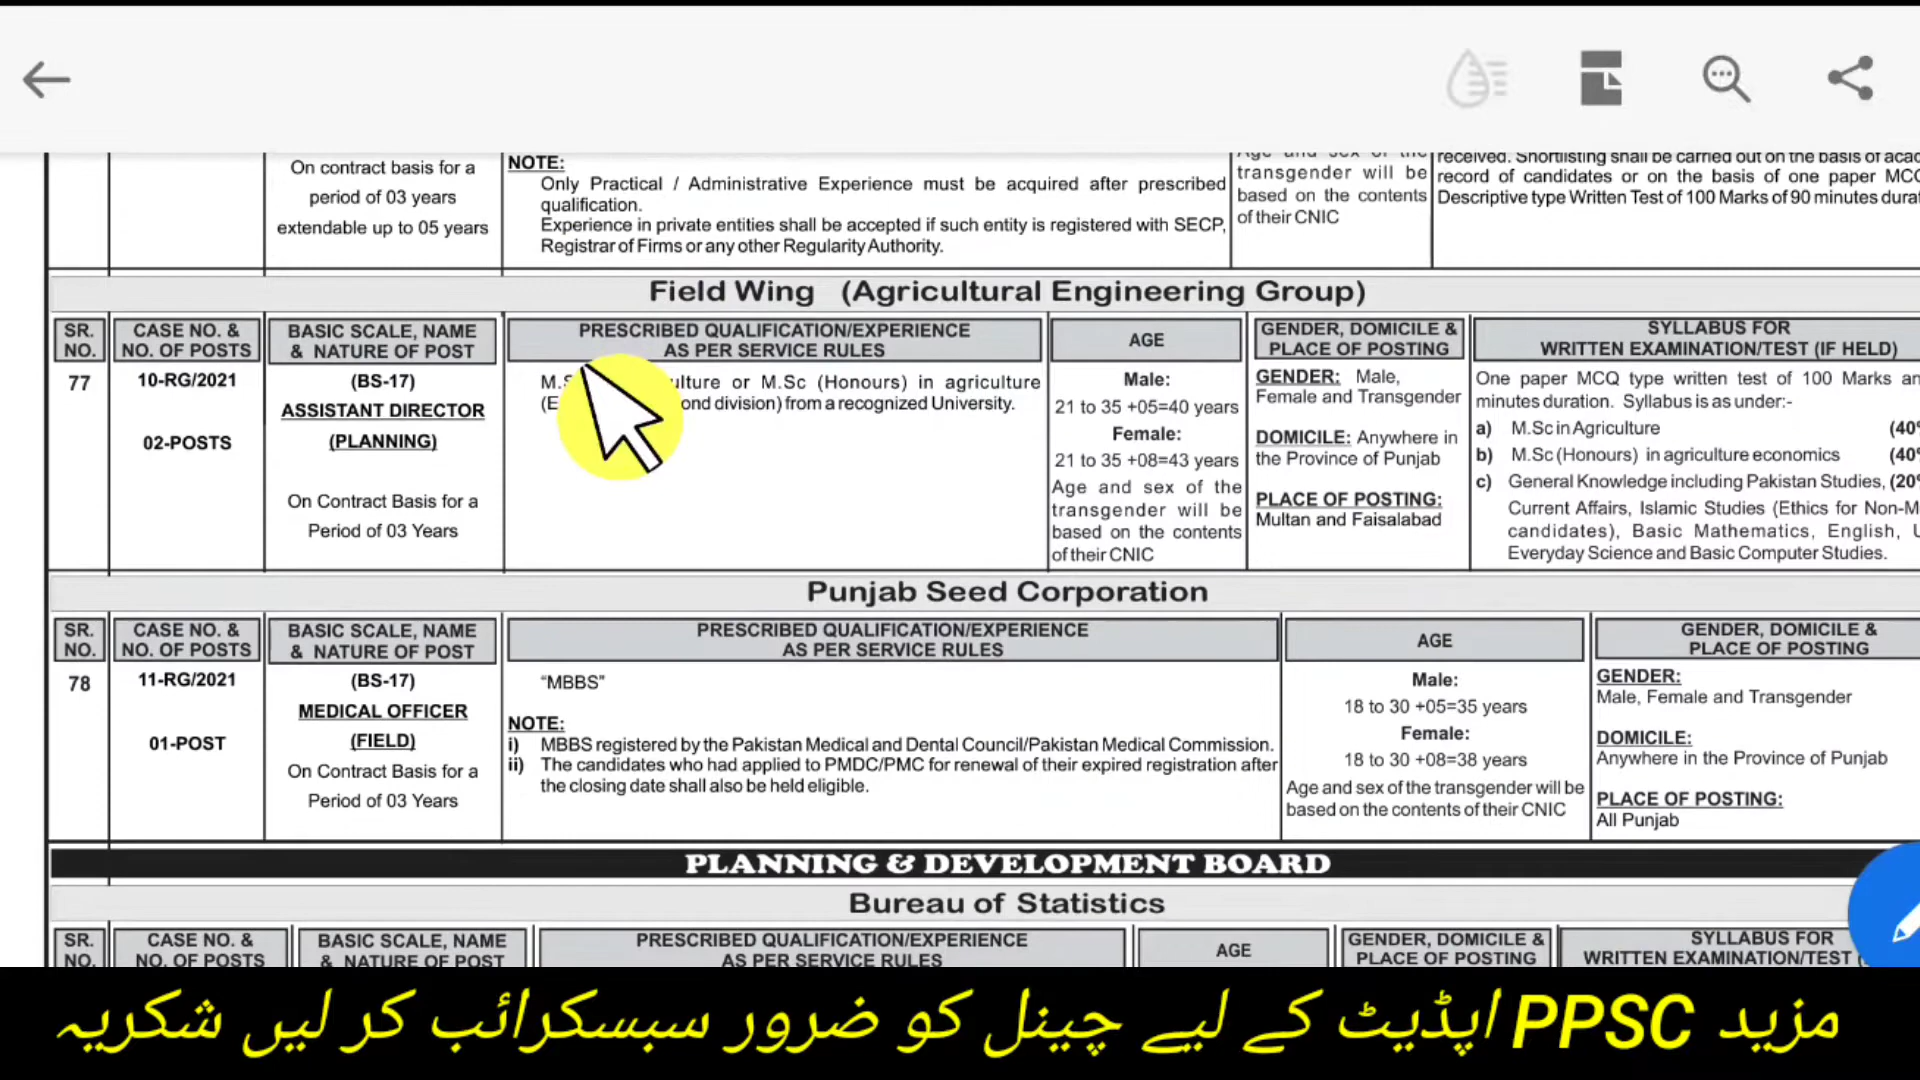 On contract basis for a
period of 03 years
extendable up to 05 years
NOTE:
Only Practical / Administrative Experience must be acquired after prescribed
qualification.
Experience in private entities shall be accepted if such entity is registered with SECP,
Registrar of Firms or any other Regularity Authority.
Age and sex of the
transgender will be
based on the contents
of their CNIC
received. Shortlisting shall be carried out on the basis of
record of candidates or on the basis of one paper
Descriptive type Written Test of 100 Marks of 90 minutes
Field Wing (Agricultural Engineering Group)
SR.
NO.
CASE NO. &
NO. OF POSTS
BASIC SCALE, NAME
& NATURE OF POST
PRESCRIBED QUALIFICATION/EXPERIENCE
AS PER SERVICE RULES
AGE
GENDER, DOMICILE &
PLACE OF POSTING
SYLLABUS FOR
WRITTEN EXAMINATION/TEST (IF HELD)
77
10-RG/2021
02-POSTS
(BS-17)
ASSISTANT DIRECTOR
(PLANNING)
On Contract Basis for a
Period of 03 Years
or M.Sc (Honours) in agriculture
division) from a recognized University.
Male:
21 to 35 +05=40 years
Female:
21 to 35 +08=43 years
Age and sex of the
transgender will be
based on the contents
of their CNIC
GENDER: Male,
Female and Transgender
DOMICILE: Anywhere in
the Province of Punjab
PLACE OF POSTING:
Multan and Faisalabad
One paper MCQ type written test of 100 Marks
minutes duration. Syllabus is as under:-
a) M.Sc in Agriculture (40%
b) M.Sc (Honours) in agriculture economics (40%
c) General Knowledge including Pakistan Studies, (20%
Current Affairs, Islamic Studies (Ethics for
candidates), Basic Mathematics, English,
Everyday Science and Basic Computer Studies.
Punjab Seed Corporation
SR.
NO.
CASE NO. &
NO. OF POSTS
BASIC SCALE, NAME
& NATURE OF POST
PRESCRIBED QUALIFICATION/EXPERIENCE
AS PER SERVICE RULES
AGE
GENDER, DOMICILE &
PLACE OF POSTING
78
11-RG/2021
01-POST
(BS-17)
MEDICAL OFFICER
(FIELD)
On Contract Basis for a
Period of 03 Years
“MBBS”
NOTE:
i) MBBS registered by the Pakistan Medical and Dental Council/Pakistan Medical Commission.
ii) The candidates who had applied to PMDC/PMC for renewal of their expired registration after
the closing date shall also be held eligible.
Male:
18 to 30 +05=35 years
Female:
18 to 30 +08=38 years
Age and sex of the transgender will be
based on the contents of their CNIC
GENDER:
Male, Female and Transgender
DOMICILE:
Anywhere in the Province of Punjab
PLACE OF POSTING:
All Punjab
PLANNING & DEVELOPMENT BOARD
Bureau of Statistics
SR.
NO.
CASE NO. &
NO. OF POSTS
BASIC SCALE, NAME
& NATURE OF POST
PRESCRIBED QUALIFICATION/EXPERIENCE
AS PER SERVICE RULES
AGE
GENDER, DOMICILE &
PLACE OF POSTING
SYLLABUS FOR
WRITTEN EXAMINATION/TEST
مزید PPSC اپڈیٹ کے لیے چینل کو ضرور سبسکرائب کر لیں شکریہ